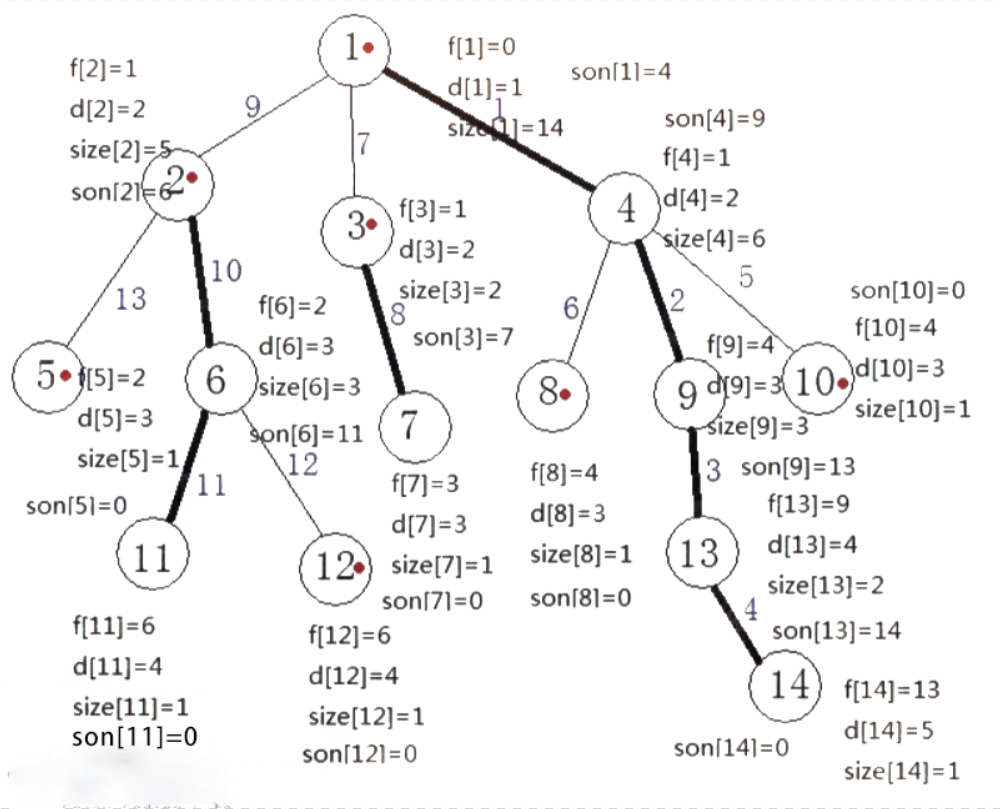 1
f[1]=0
d[1]=1
size[1]=14
son[1]=4
1
9
7
f[2]=1
d[2]=2
size[2]=5
son[2]=6
2
3
f[3]=1
d[3]=2
size[3]=2
son[3]=7
4
son[4]=9
f[4]=1
d[4]=2
size[4]=6
13
10
8
6
2
5
5
f[5]=2
d[5]=3
size[5]=1
son[5]=0
6
f[6]=2
d[6]=3
size[6]=3
son[6]=11
7
f[7]=3
d[7]=3
size[7]=1
son[7]=0
8
f[8]=4
d[8]=3
size[8]=1
son[8]=0
9
f[9]=4
d[9]=3
size[9]=3
son[9]=13
10
son[10]=0
f[10]=4
d[10]=3
size[10]=1
11
12
3
11
f[11]=6
d[11]=4
size[11]=1
son[11]=0
12
f[12]=6
d[12]=4
size[12]=1
son[12]=0
13
f[13]=9
d[13]=4
size[13]=2
son[13]=14
4
14
f[14]=13
d[14]=5
size[14]=1
son[14]=0